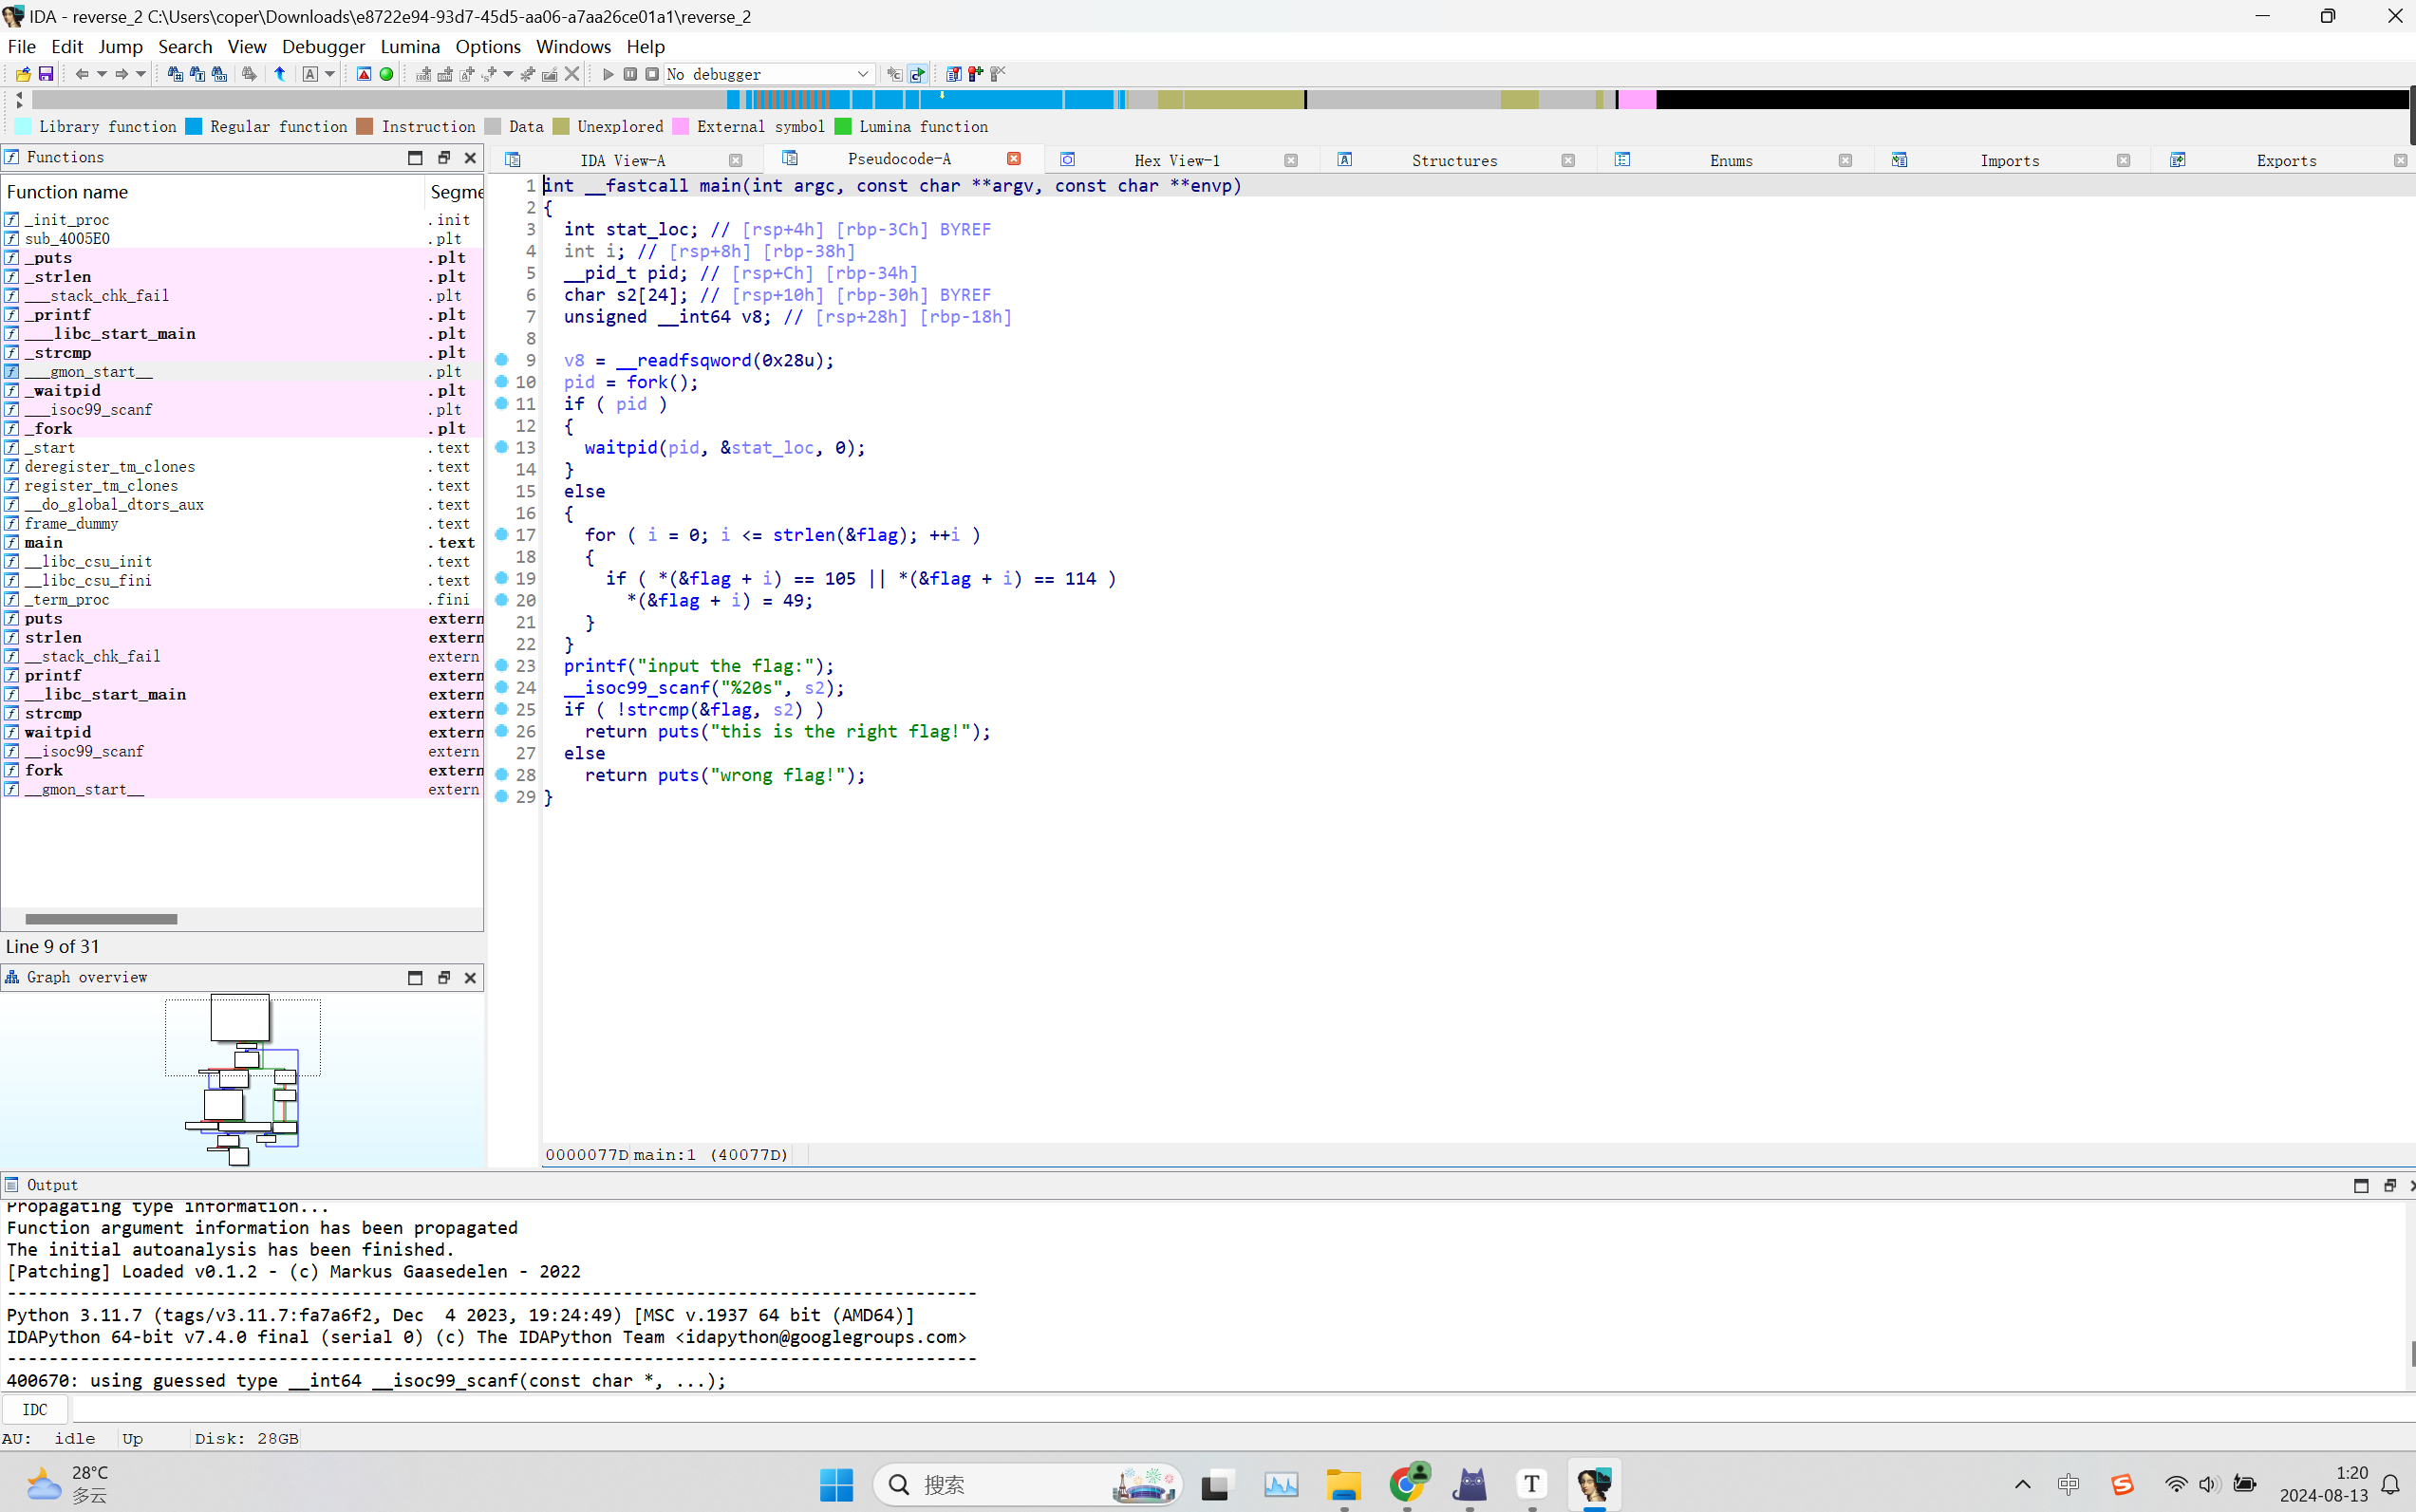 IDA - reverse_2 C:\Users\coper\Downloads\e8722e94-93d7-45d5-aa06-a7aa26ce01a1\reverse_2
File Edit Jump Search View Debugger Lumina Options Windows Help
No debugger
Library function Regular function Instruction Data Unexplored External symbol Lumina function
Functions
Function name Segme
_init_proc .init
sub_4005E0 .plt
_puts .plt
_strlen .plt
___stack_chk_fail .plt
_printf .plt
___libc_start_main .plt
_strcmp .plt
___gmon_start__ .plt
_waitpid .plt
___isoc99_scanf .plt
_fork .plt
_start .text
deregister_tm_clones .text
register_tm_clones .text
__do_global_dtors_aux .text
frame_dummy .text
main .text
__libc_csu_init .text
__libc_csu_fini .text
_term_proc .fini
puts extern
strlen extern
__stack_chk_fail extern
printf extern
__libc_start_main extern
strcmp extern
waitpid extern
__isoc99_scanf extern
fork extern
__gmon_start__ extern
Line 9 of 31
Graph overview
IDA View-A Pseudocode-A Hex View-1 Structures Enums Imports Exports
1 int __fastcall main(int argc, const char **argv, const char **envp)
2 {
3 int stat_loc; // [rsp+4h] [rbp-3Ch] BYREF
4 int i; // [rsp+8h] [rbp-38h]
5 __pid_t pid; // [rsp+Ch] [rbp-34h]
6 char s2[24]; // [rsp+10h] [rbp-30h] BYREF
7 unsigned __int64 v8; // [rsp+28h] [rbp-18h]
8
9 v8 = __readfsqword(0x28u);
10 pid = fork();
11 if ( pid )
12 {
13 waitpid(pid, &stat_loc, 0);
14 }
15 else
16 {
17 for ( i = 0; i <= strlen(&flag); ++i )
18 {
19 if ( *(&flag + i) == 105 || *(&flag + i) == 114 )
20 *(&flag + i) = 49;
21 }
22 }
23 printf("input the flag:");
24 __isoc99_scanf("%20s", s2);
25 if ( !strcmp(&flag, s2) )
26 return puts("this is the right flag!");
27 else
28 return puts("wrong flag!");
29 }
0000077D main:1 (40077D)
Output
Propagating type information...
Function argument information has been propagated
The initial autoanalysis has been finished.
[Patching] Loaded v0.1.2 - (c) Markus Gaasedelen - 2022
---------------------------------------------------------------------------------------------
Python 3.11.7 (tags/v3.11.7:fa7a6f2, Dec  4 2023, 19:24:49) [MSC v.1937 64 bit (AMD64)]
IDAPython 64-bit v7.4.0 final (serial 0) (c) The IDAPython Team <idapython@googlegroups.com>
---------------------------------------------------------------------------------------------
400670: using guessed type __int64 __isoc99_scanf(const char *, ...);
IDC
AU: idle Up Disk: 28GB
28°C
多云
搜索
中
1:20
2024-08-13